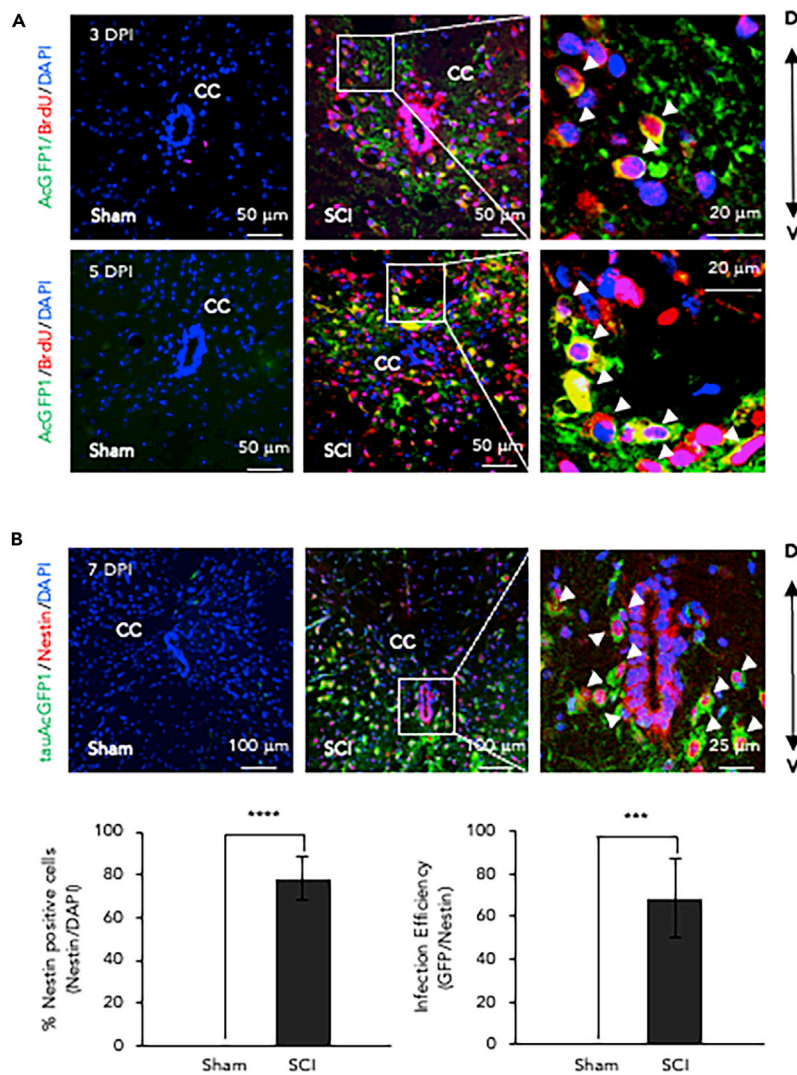 A
3 DPI
CC
AcGFP1/BrdU/DAPI
Sham
50 µm
SCI
50 µm
20 µm
D
V
5 DPI
CC
AcGFP1/BrdU/DAPI
Sham
50 µm
CC
SCI
50 µm
20 µm
B
7 DPI
CC
tauAcGFP1/Nestin/DAPI
Sham
100 µm
CC
SCI
100 µm
25 µm
D
V
% Nestin positive cells
(Nestin/DAPI)
100
80
60
40
20
0
****
Sham SCI
Infection Efficiency
(GFP/Nestin)
100
80
60
40
20
0
***
Sham SCI